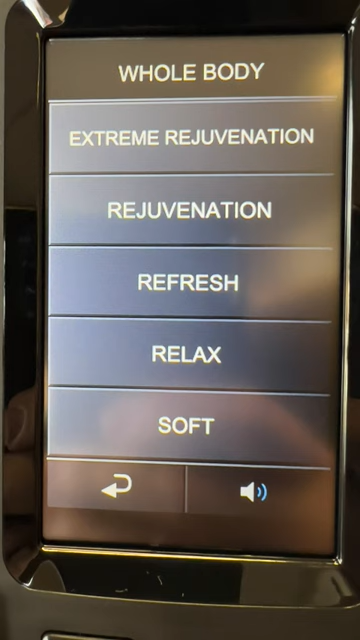 WHOLE BODY
EXTREME REJUVENATION
REJUVENATION
REFRESH
RELAX
SOFT